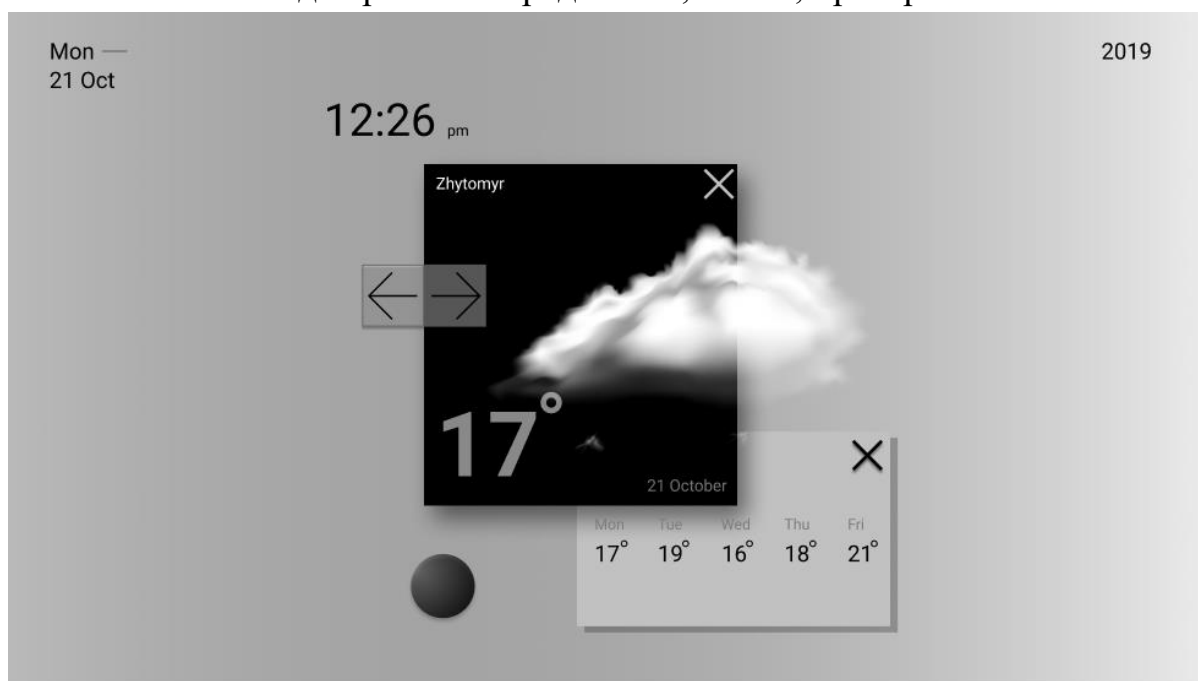 Mon
2019
21 Oct
12:26 pm
Zhytomyr
17°
21 October
Mon Tue Wed Thu Fri
17° 19° 16° 18° 21°